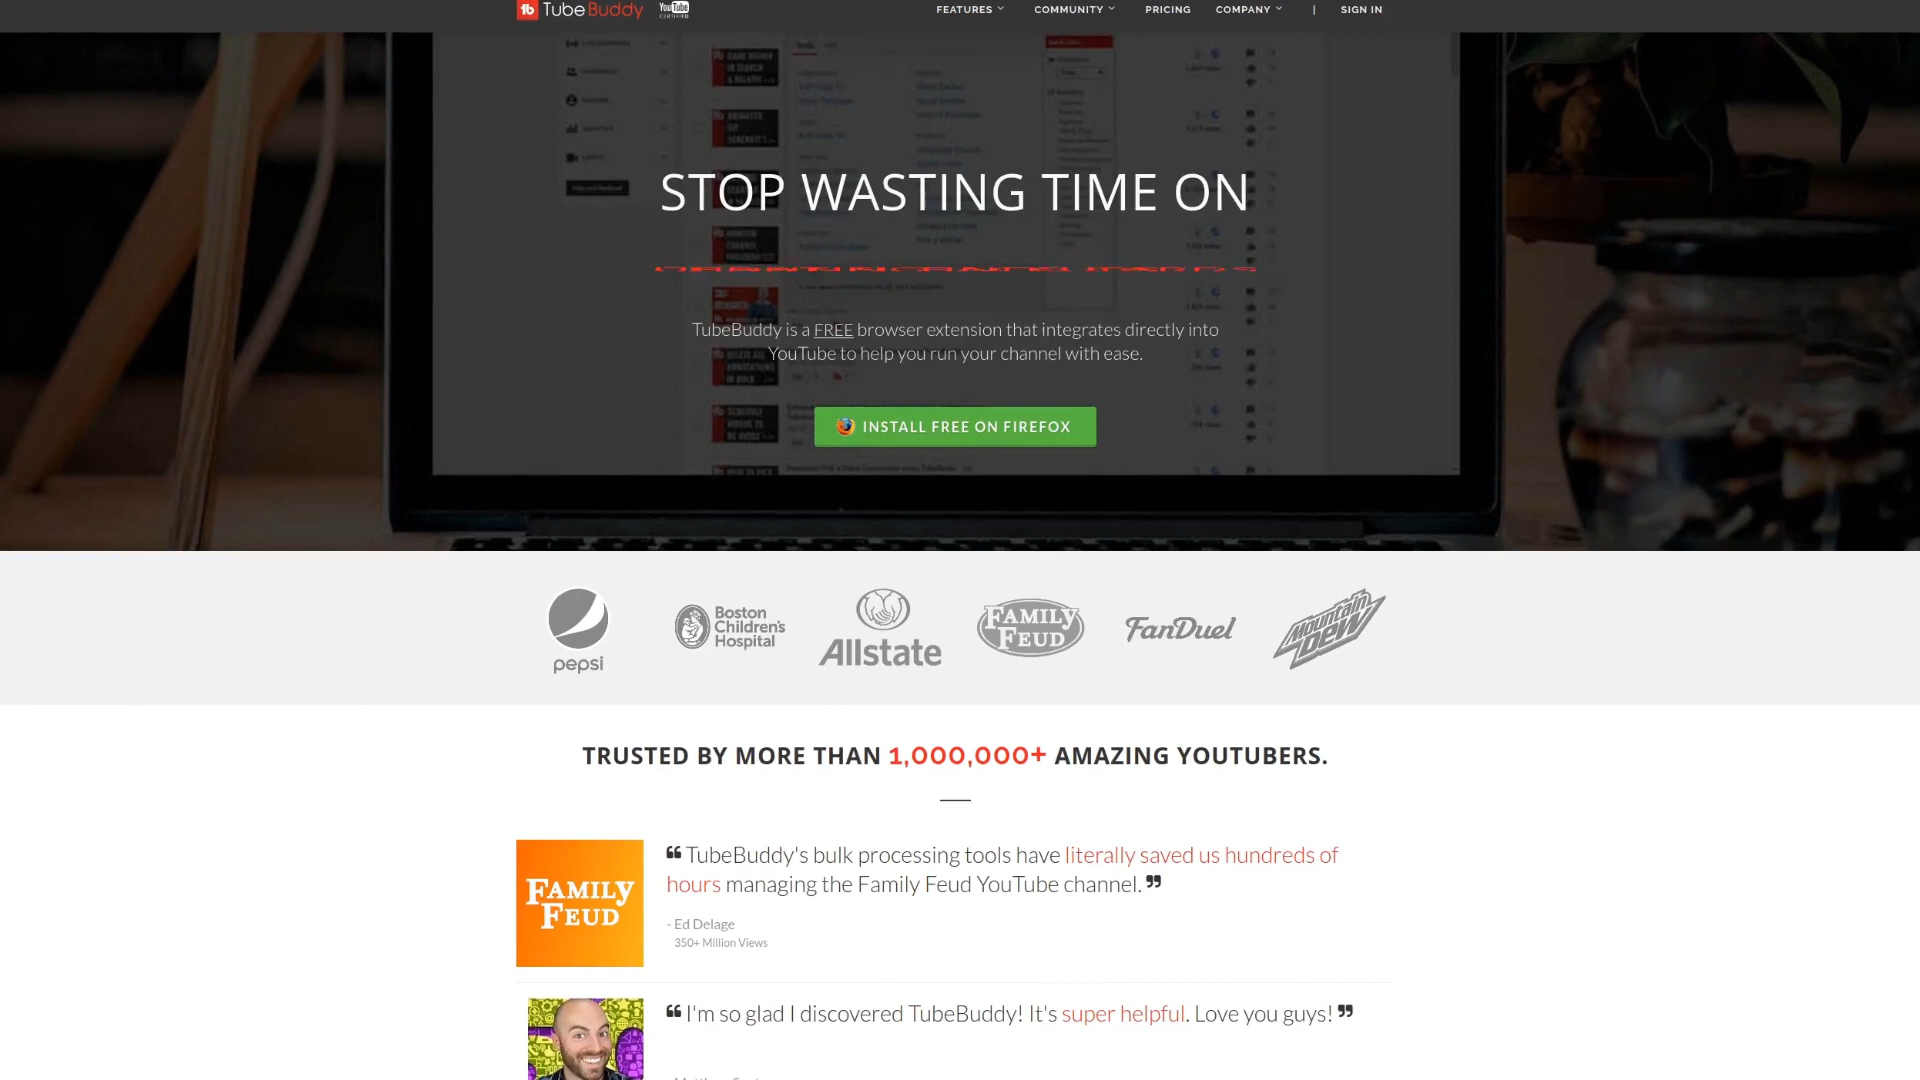 TubeBuddy
YouTube
CERTIFIED
FEATURES
COMMUNITY
PRICING
COMPANY
|
SIGN IN
STOP WASTING TIME ON
TubeBuddy is a FREE browser extension that integrates directly into
YouTube to help you run your channel with ease.
INSTALL FREE ON FIREFOX
pepsi
Boston
Children's
Hospital
Allstate
FAMILY
FEUD
FanDuel
Mountain
DEW
TRUSTED BY MORE THAN 1,000,000+ AMAZING YOUTUBERS.
FAMILY
FEUD
❝ TubeBuddy's bulk processing tools have literally saved us hundreds of
hours managing the Family Feud YouTube channel. ❞
- Ed Delage
350+ Million Views
❝ I'm so glad I discovered TubeBuddy! It's super helpful. Love you guys! ❞